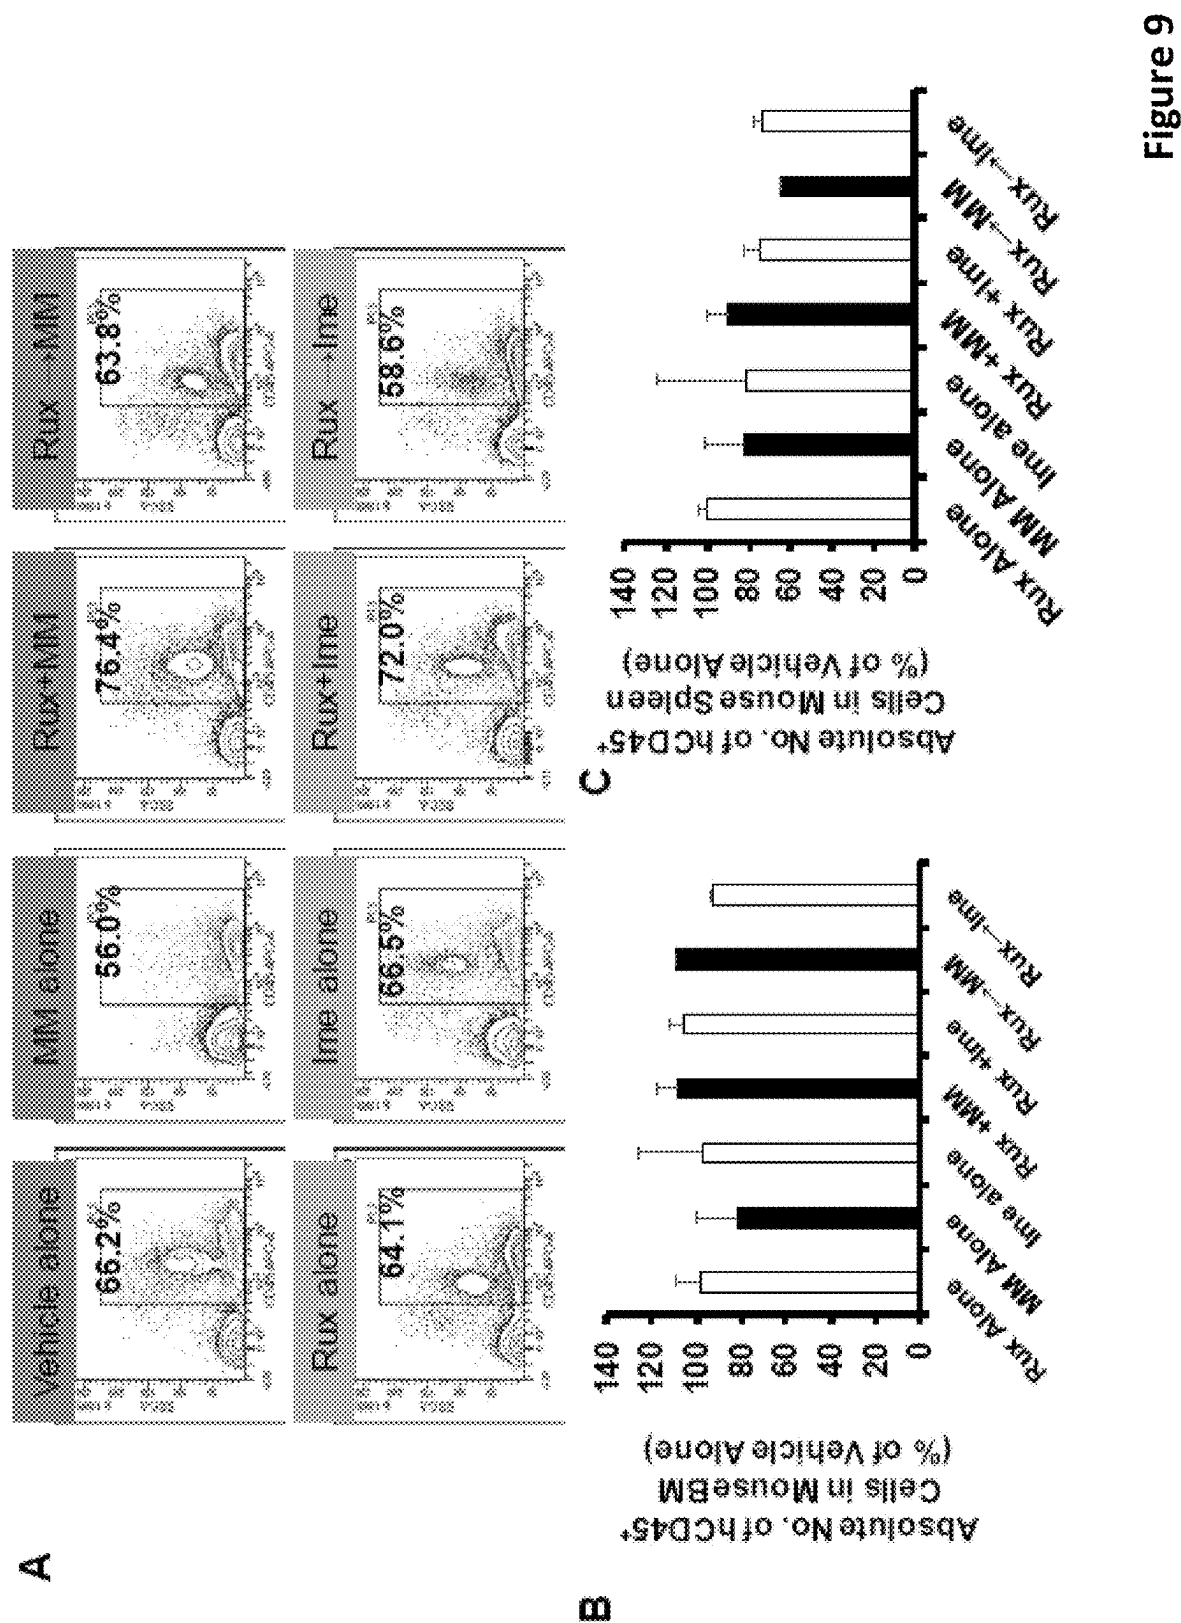 A
Vehicle alone
MM alone
Rux+MM
Rux→MM
66.2%
56.0%
76.4%
63.8%
Rux alone
Ime alone
Rux+Ime
Rux→Ime
64.1%
66.5%
72.0%
58.6%
B
Absolute No. of hCD45+
Cells in Mouse BM
(% of Vehicle Alone)
140
120
100
80
60
40
20
0
Rux Alone
MM Alone
Ime alone
Rux +MM
Rux +Ime
Rux→MM
Rux→Ime
C
Absolute No. of hCD45+
Cells in Mouse Spleen
(% of Vehicle Alone)
140
120
100
80
60
40
20
0
Rux Alone
MM Alone
Ime alone
Rux +MM
Rux +Ime
Rux→MM
Rux→Ime
Figure 9